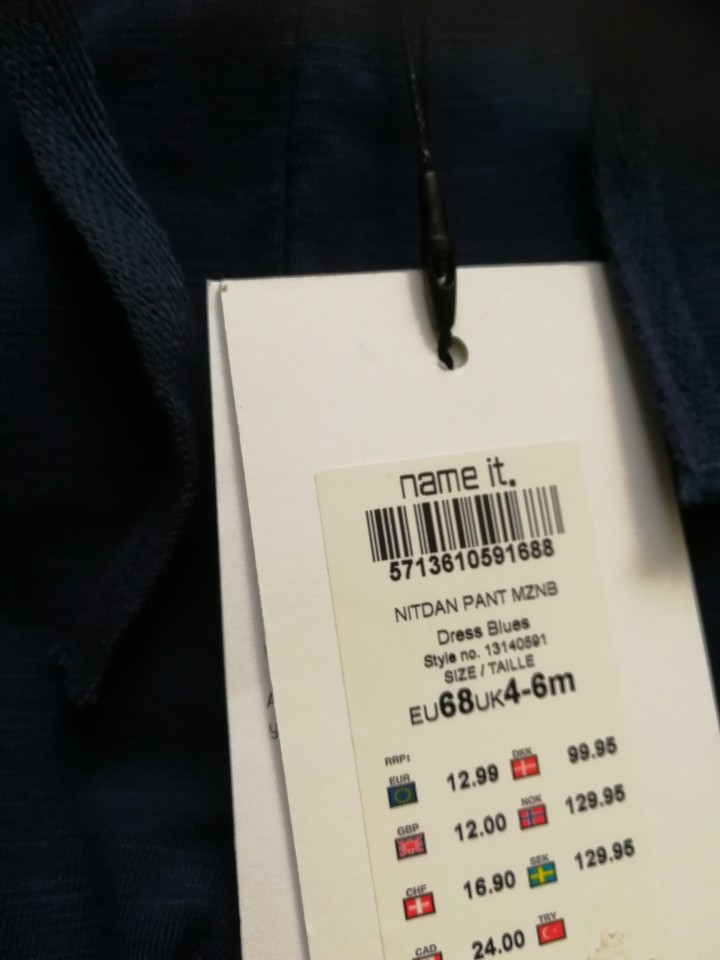 name it.
5713610591688
NITDAN PANT MZNB
Dress Blues
Style no. 13140591
SIZE / TAILLE
EU68UK4-6m
RRP:
EUR 12.99 DKK 99.95
GBP 12.00 NOK 129.95
CHF 16.90 SEK 129.95
CAD 24.00 TRY